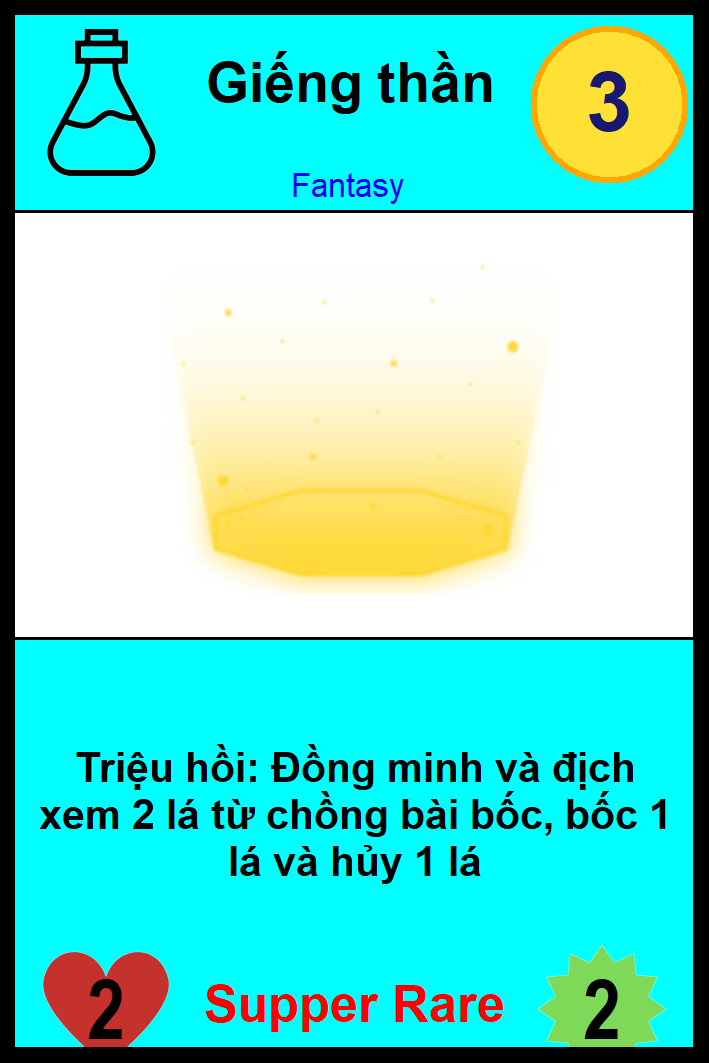 Giếng thần
3
Fantasy
Triệu hồi: Đồng minh và địch
xem 2 lá từ chồng bài bốc, bốc 1
lá và hủy 1 lá
2
Supper Rare
2